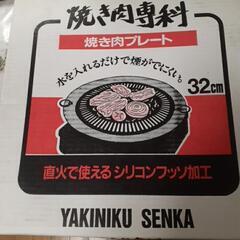 焼き肉専科
焼き肉プレート
水を入れるだけで煙がでにくい。
32cm
直火で使えるシリコンフッソ加工
YAKINIKU SENKA